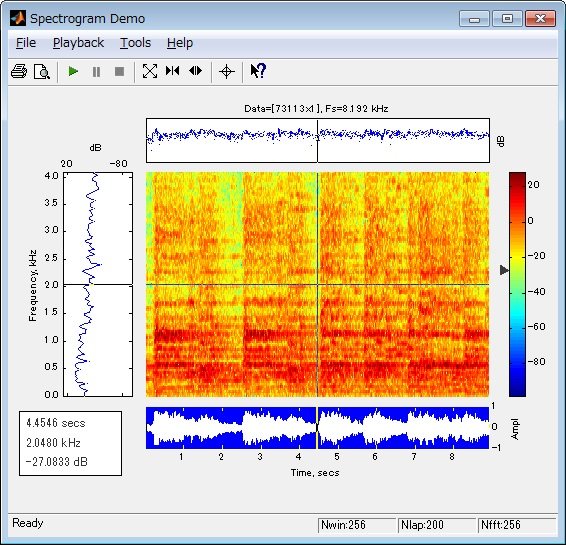 Spectrogram Demo
File Playback Tools Help
Data=[73113x1], Fs=8.192 kHz
dB
dB
20 -80
4.0
3.5
3.0
2.5
2.0
1.5
1.0
0.5
0.0
Frequency, kHz
20
0
-20
-40
-60
-80
1
0
-1
Ampl
1 2 3 4 5 6 7 8
Time, secs
4.4546 secs
2.0480 kHz
-27.0833 dB
Ready Nwin:256 Nlap:200 Nfft:256